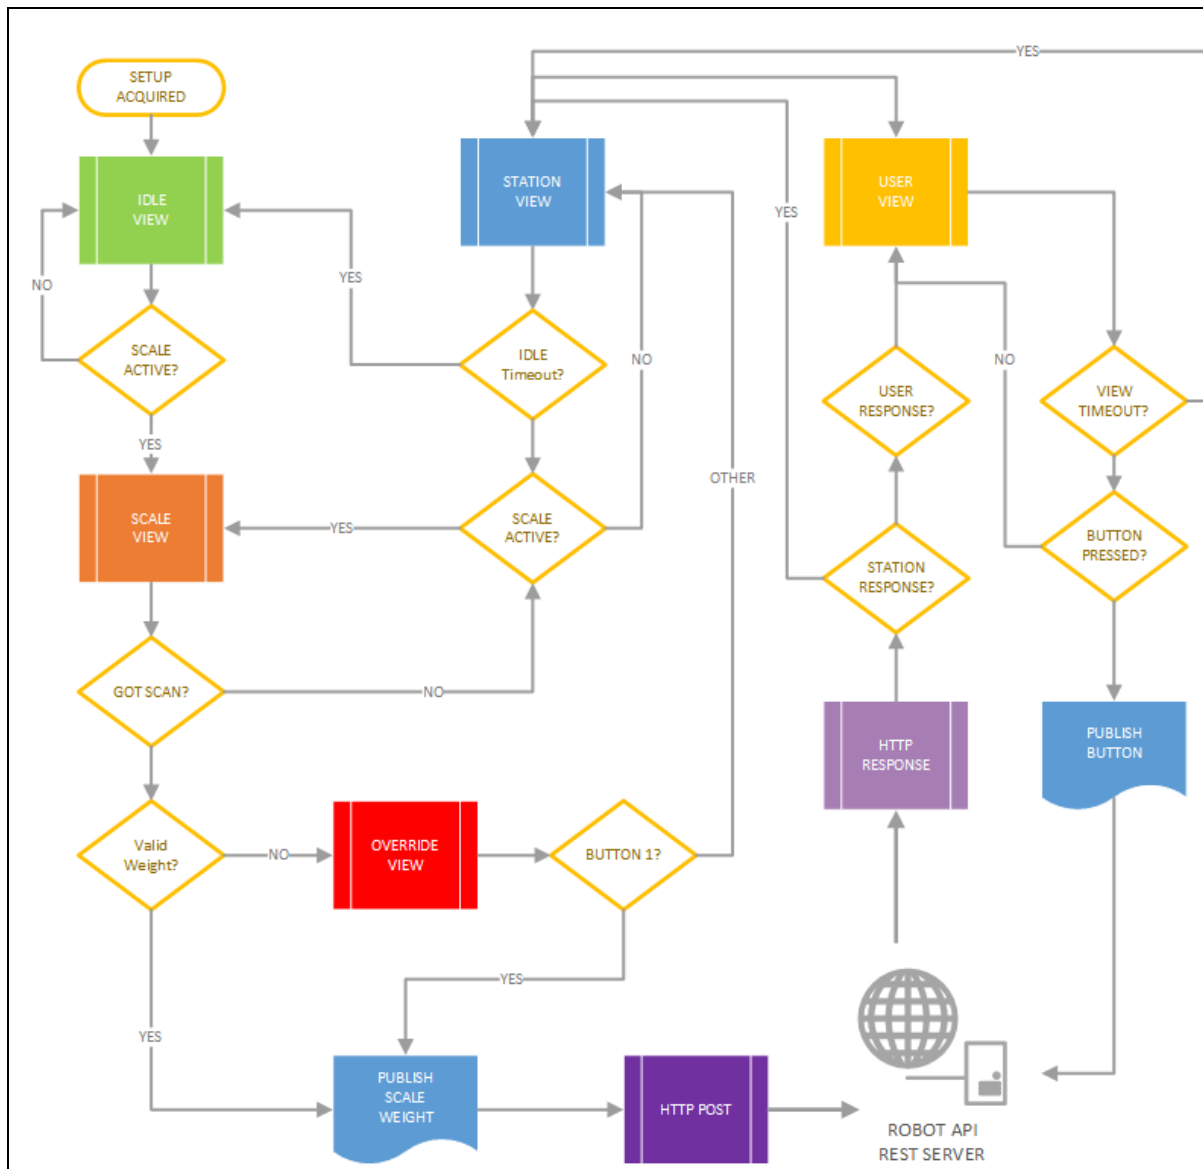 YES
SETUP
ACQUIRED
STATION
VIEW
USER
VIEW
IDLE
VIEW
YES
YES
NO
SCALE
ACTIVE?
IDLE
Timeout?
NO
USER
RESPONSE?
NO
VIEW
TIMEOUT?
YES
OTHER
SCALE
VIEW
YES
SCALE
ACTIVE?
STATION
RESPONSE?
BUTTON
PRESSED?
GOT SCAN?
NO
HTTP
RESPONSE
PUBLISH
BUTTON
Valid
Weight?
NO
OVERRIDE
VIEW
BUTTON 1?
YES
YES
PUBLISH
SCALE
WEIGHT
HTTP POST
ROBOT API
REST SERVER